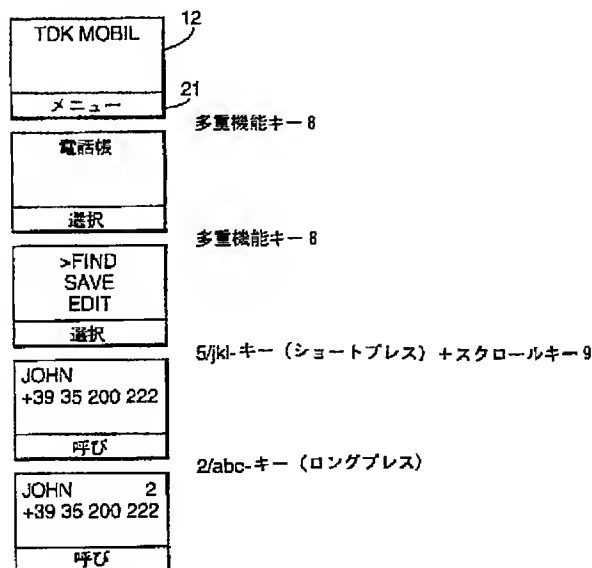 TDK MOBIL
12
メニュー
21
多重機能キー 8
電話帳
選択
多重機能キー 8
>FIND
SAVE
EDIT
選択
5/jkl-キー（ショートプレス）＋スクロールキー 9
JOHN
+39 35 200 222
呼び
2/abc-キー（ロングプレス）
JOHN 2
+39 35 200 222
呼び